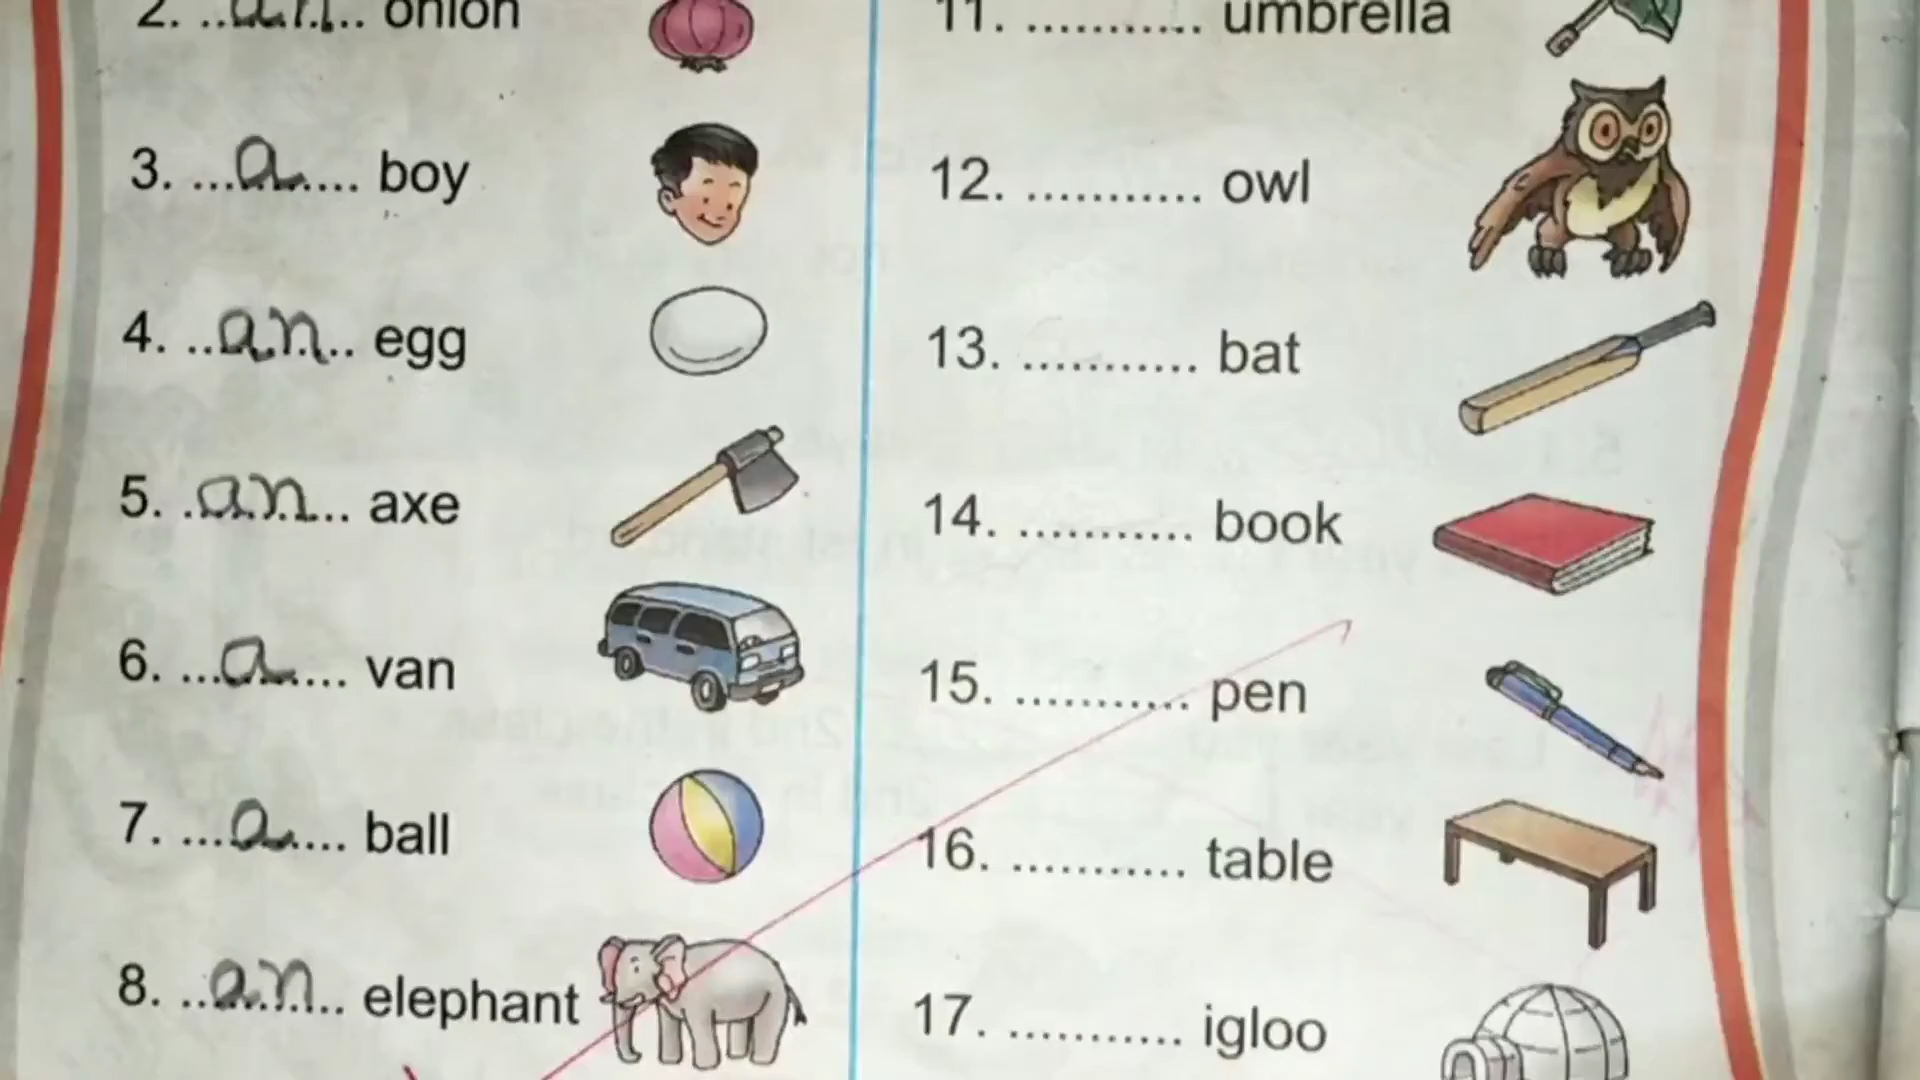 2. ..an.. onion
3. ...a.... boy
4. ..an.. egg
5. .an... axe
6. ...a.... van
7. ...a.... ball
8. ..an.. elephant
11. ........... umbrella
12. ........... owl
13. ........... bat
14. ........... book
15. ........... pen
16. ........... table
17. ........... igloo